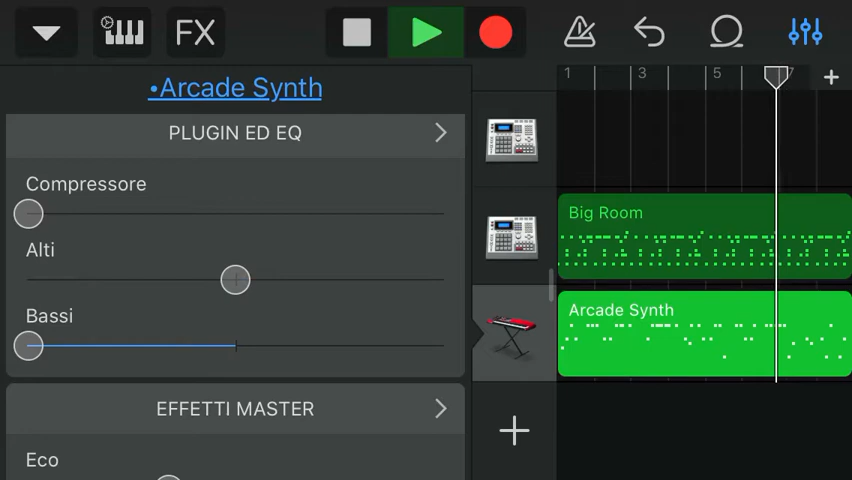 FX
•Arcade Synth
PLUGIN ED EQ
Compressore
Alti
Bassi
EFFETTI MASTER
Eco
1 3 5 7
Big Room
Arcade Synth